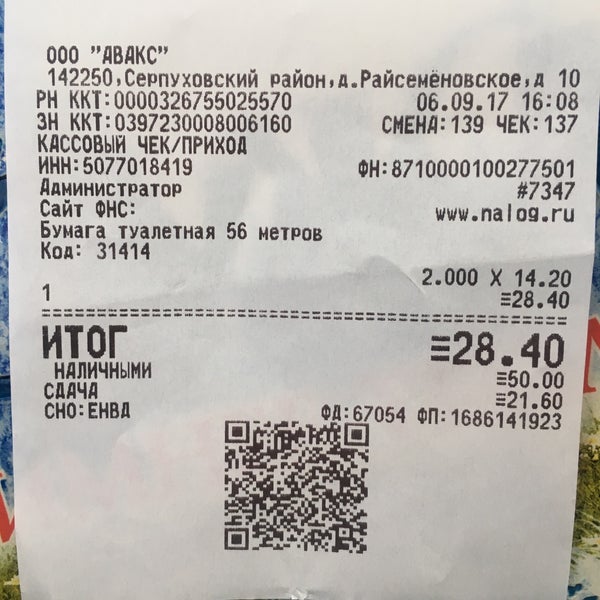 ООО "АВАКС"
142250,Серпуховский район,д.Райсемёновское,д 10
РН ККТ:0000326755025570 06.09.17 16:08
ЗН ККТ:0397230008006160 СМЕНА:139 ЧЕК:137
КАССОВЫЙ ЧЕК/ПРИХОД
ИНН:5077018419 ФН:8710000100277501
Администратор #7347
Сайт ФНС: www.nalog.ru
Бумага туалетная 56 метров
Код: 31414
2.000 X 14.20
1 ≡28.40
ИТОГ ≡28.40
НАЛИЧНЫМИ ≡50.00
СДАЧА ≡21.60
СНО:ЕНВД ФД:67054 ФП:1686141923